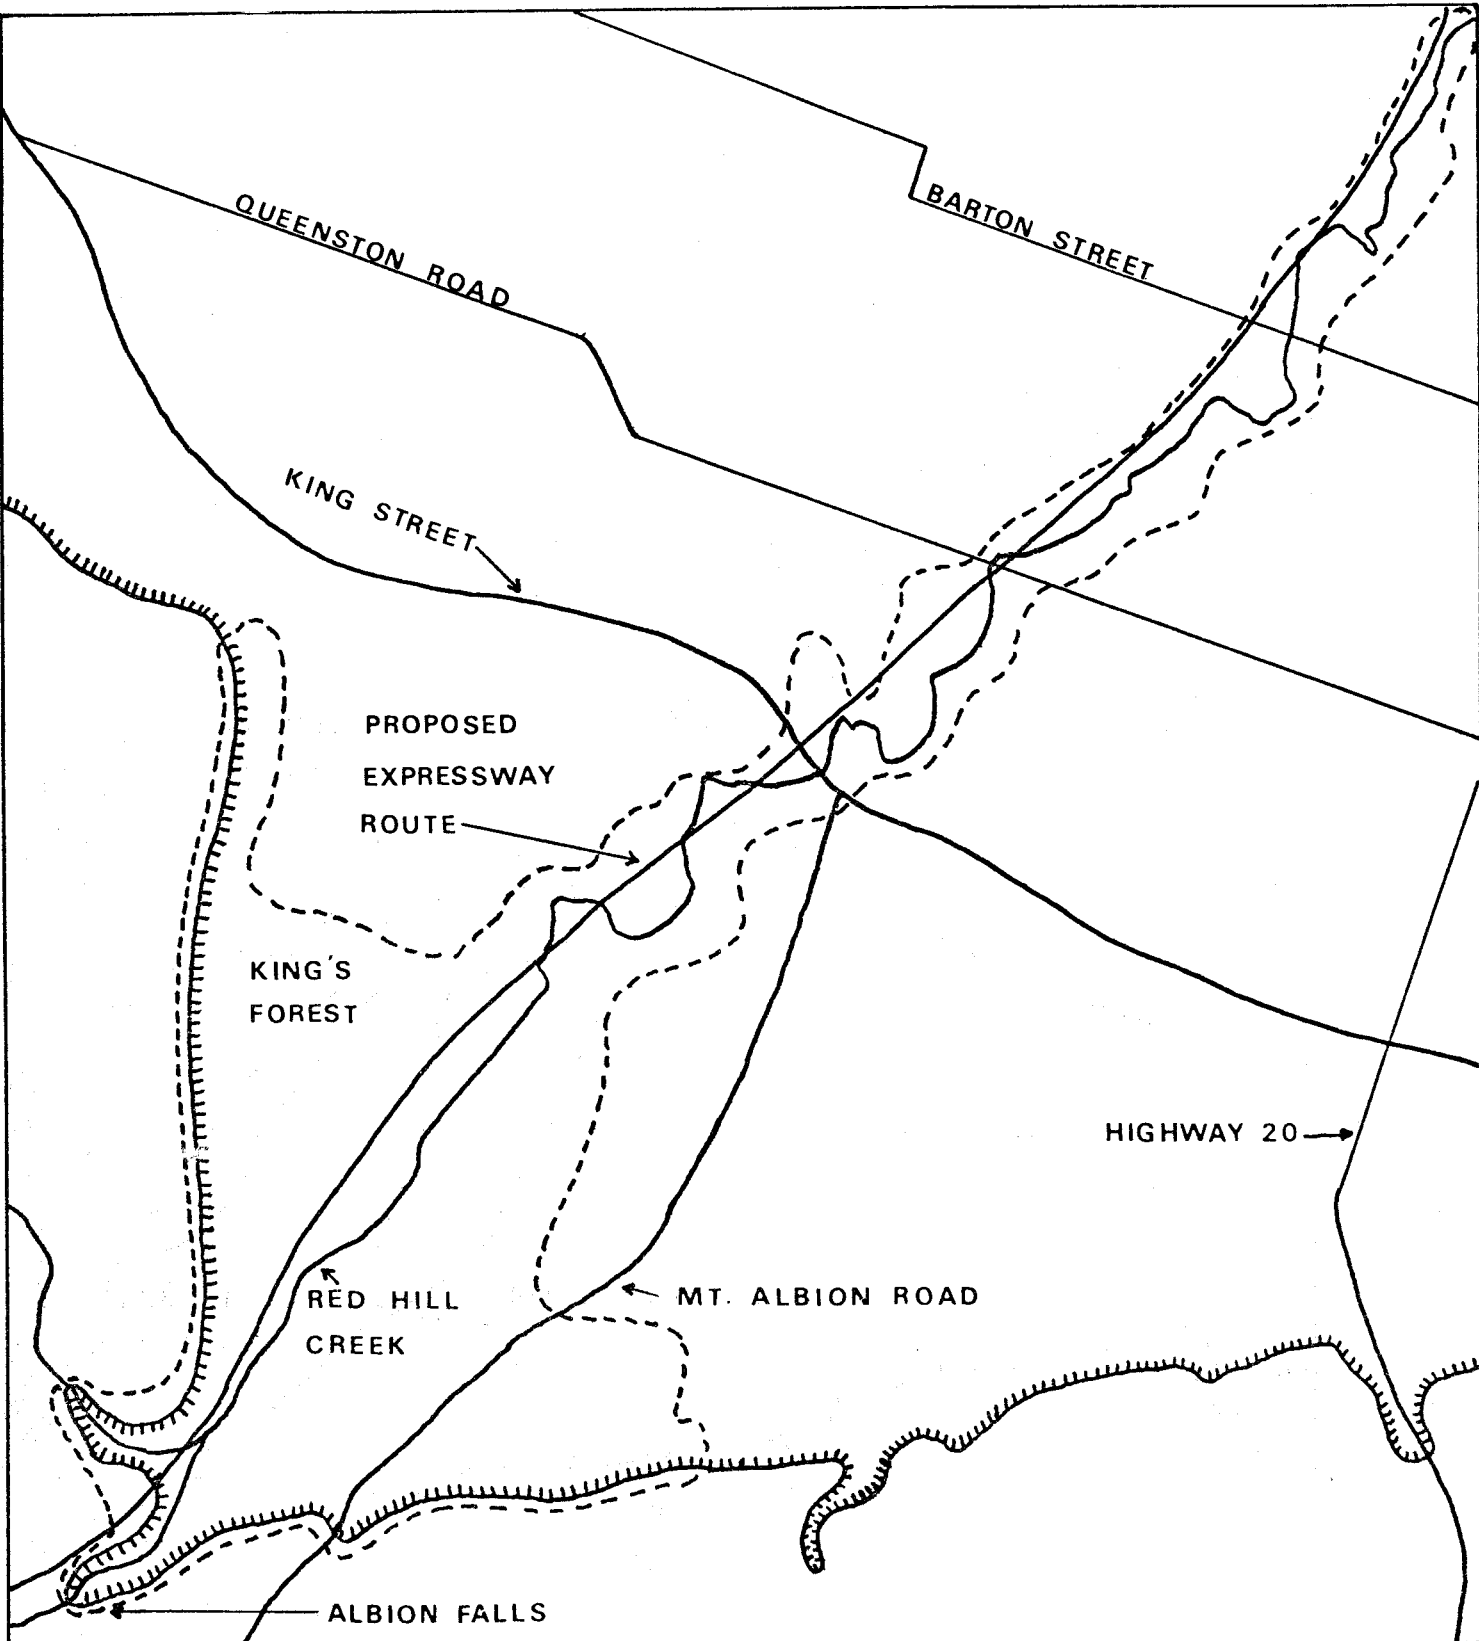 BARTON STREET
QUEENSTON ROAD
KING STREET
PROPOSED
EXPRESSWAY
ROUTE
KING'S
FOREST
HIGHWAY 20
RED HILL
CREEK
MT. ALBION ROAD
ALBION FALLS